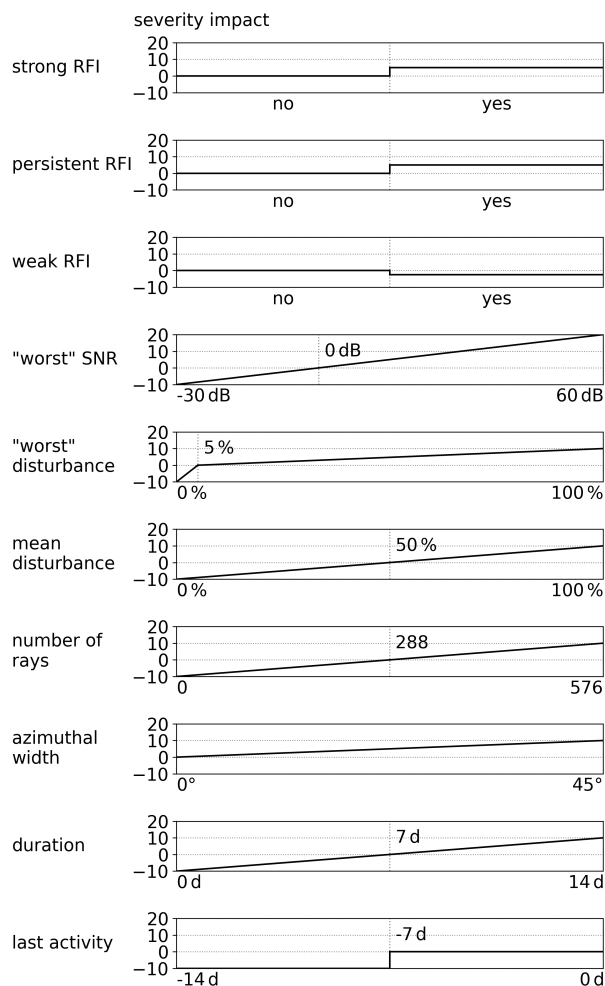 severity impact
strong RFI
20
10
0
−10
no yes
persistent RFI
20
10
0
−10
no yes
weak RFI
20
10
0
−10
no yes
"worst" SNR
20
10
0
−10
0 dB
-30 dB 60 dB
"worst"
disturbance
20
10
0
−10
5 %
0 % 100 %
mean
disturbance
20
10
0
−10
50 %
0 % 100 %
number of
rays
20
10
0
−10
288
0 576
azimuthal
width
20
10
0
−10
0° 45°
duration
20
10
0
−10
7 d
0 d 14 d
last activity
20
10
0
−10
-7 d
-14 d 0 d